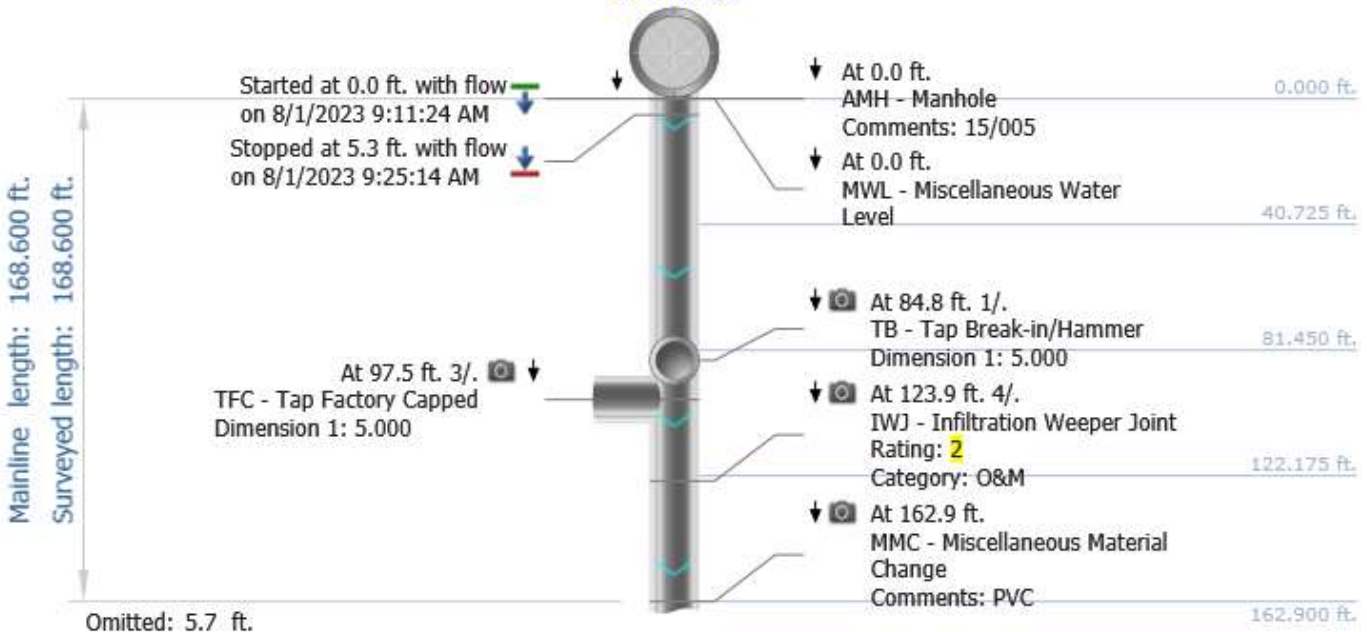 Started at 0.0 ft. with flow
on 8/1/2023 9:11:24 AM
Stopped at 5.3 ft. with flow
on 8/1/2023 9:25:14 AM
At 0.0 ft.
AMH - Manhole
Comments: 15/005
0.000 ft.
At 0.0 ft.
MWL - Miscellaneous Water
Level
40.725 ft.
Mainline length: 168.600 ft.
Surveyed length: 168.600 ft.
At 84.8 ft. 1/.
TB - Tap Break-in/Hammer
Dimension 1: 5.000
81.450 ft.
At 97.5 ft. 3/.
TFC - Tap Factory Capped
Dimension 1: 5.000
At 123.9 ft. 4/.
IWJ - Infiltration Weeper Joint
Rating: 2
Category: O&M
122.175 ft.
At 162.9 ft.
MMC - Miscellaneous Material
Change
Comments: PVC
162.900 ft.
Omitted: 5.7 ft.